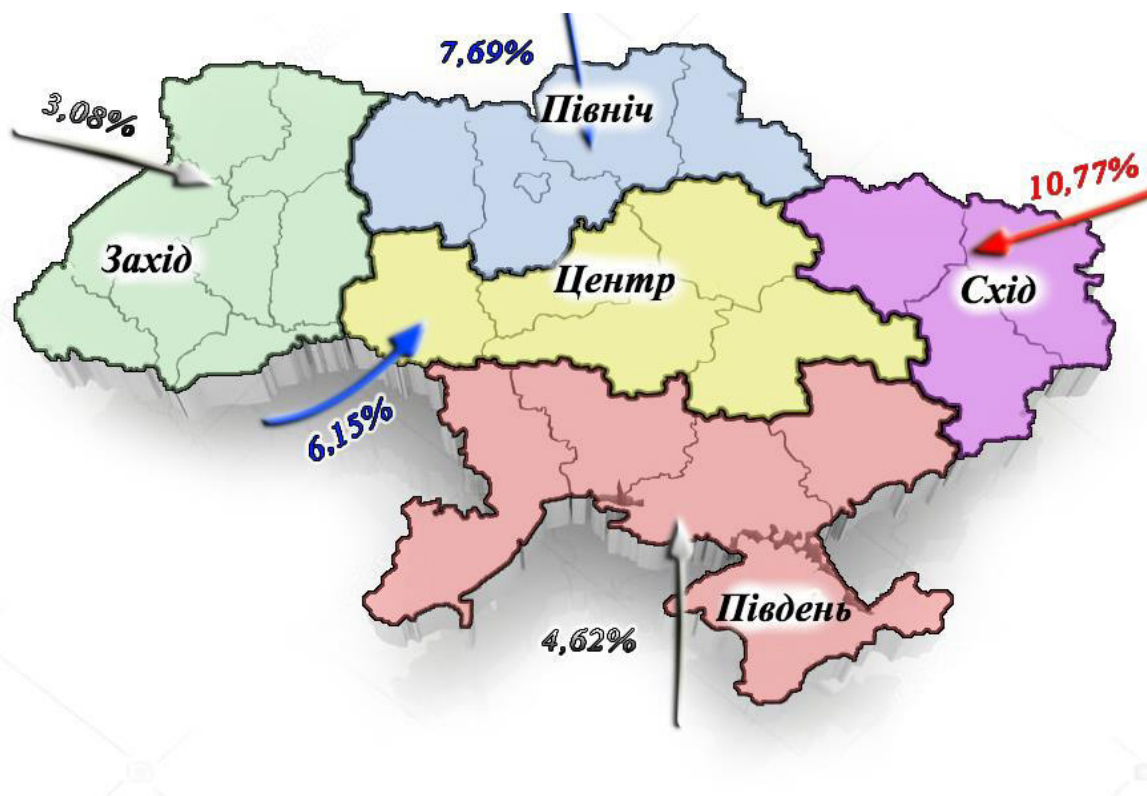 7,69%
Північ
3,08%
10,77%
Захід
Центр
Схід
6,15%
Південь
4,62%